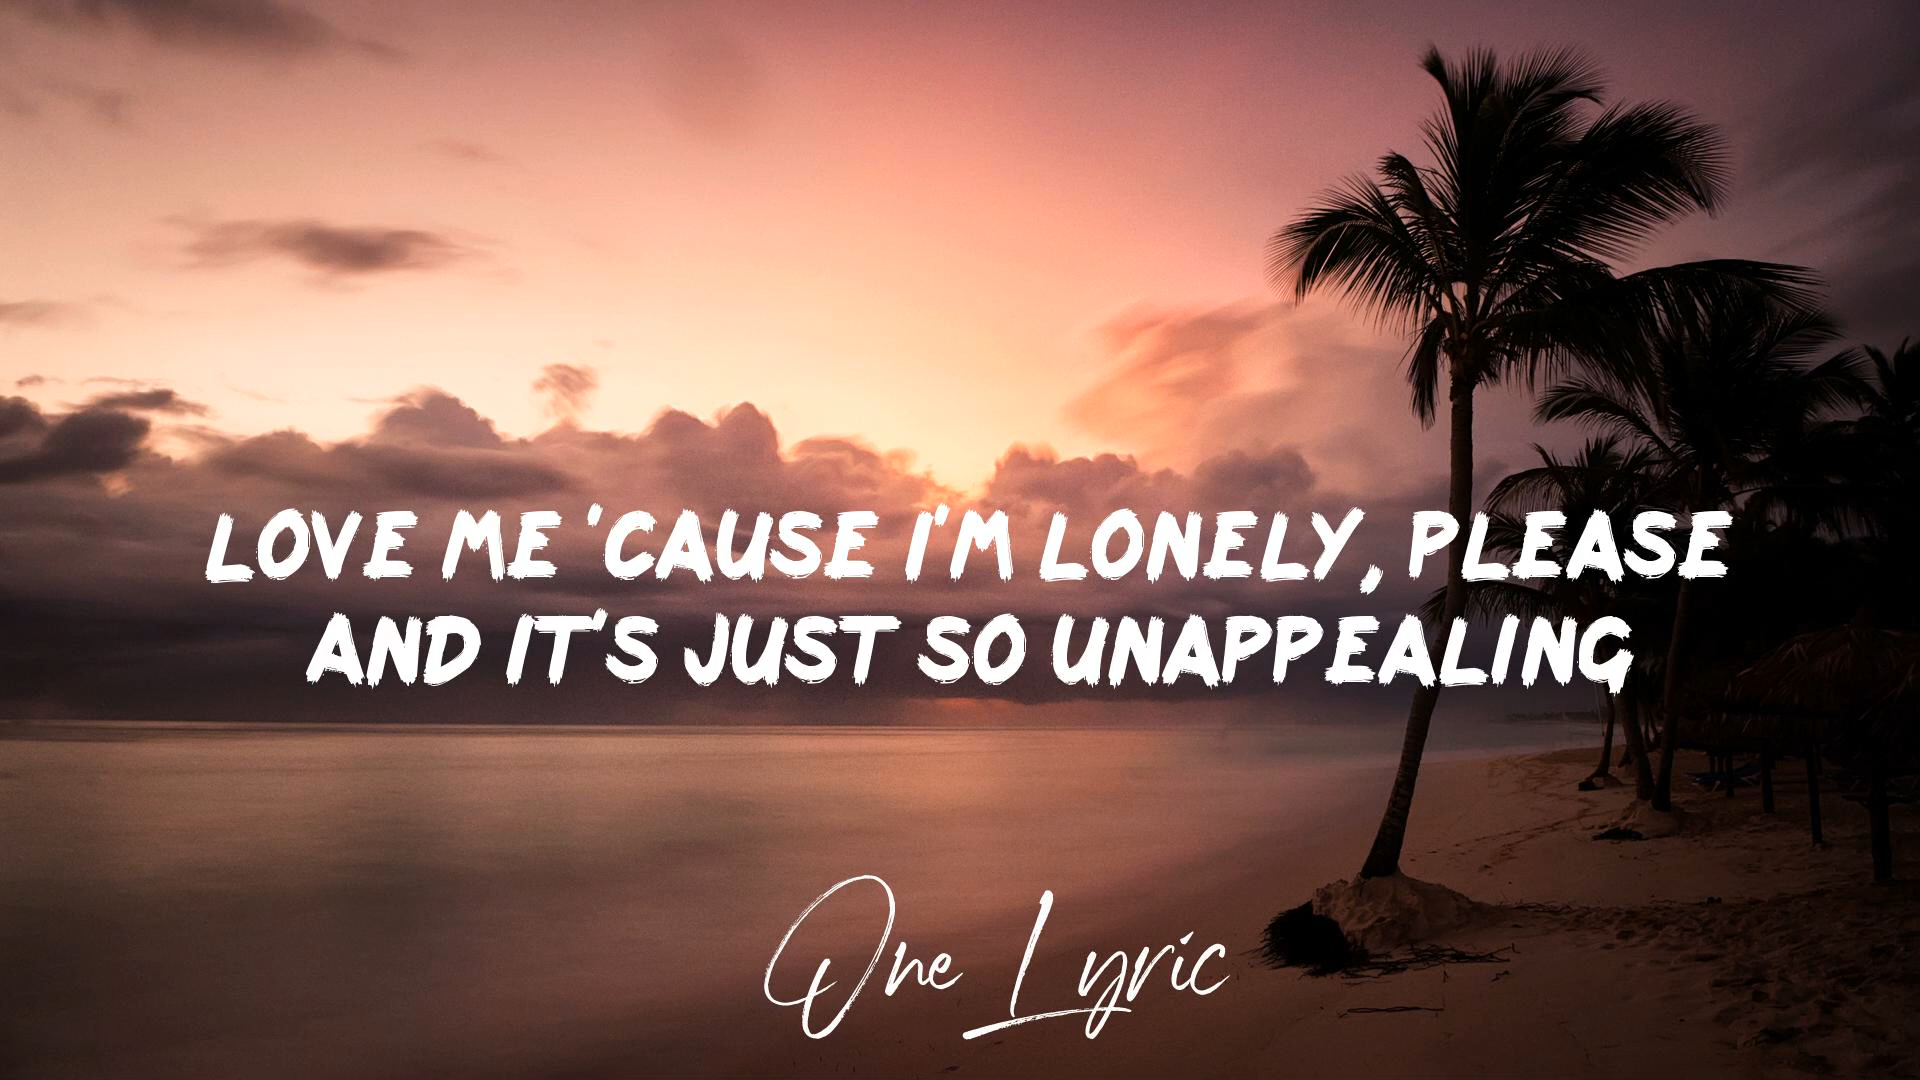 LOVE ME 'CAUSE I'M LONELY, PLEASE
AND IT'S JUST SO UNAPPEALING
One Lyric